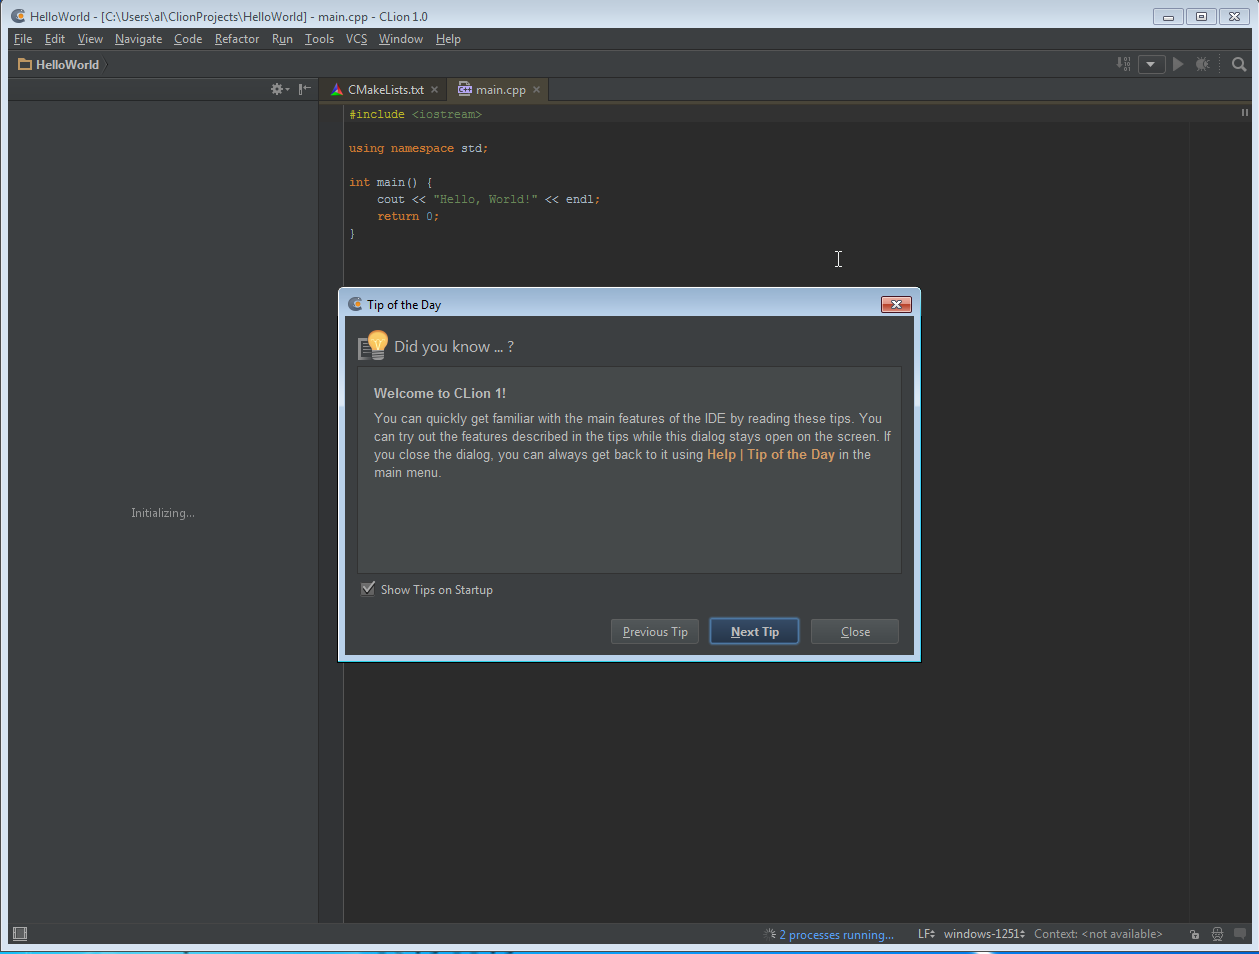 HelloWorld - [C:\Users\al\ClionProjects\HelloWorld] - main.cpp - CLion 1.0
File Edit View Navigate Code Refactor Run Tools VCS Window Help
HelloWorld
CMakeLists.txt main.cpp
#include <iostream>
using namespace std;
int main() {
cout << "Hello, World!" << endl;
return 0;
}
Initializing...
Tip of the Day
Did you know ... ?
Welcome to CLion 1!
You can quickly get familiar with the main features of the IDE by reading these tips. You
can try out the features described in the tips while this dialog stays open on the screen. If
you close the dialog, you can always get back to it using Help | Tip of the Day in the
main menu.
Show Tips on Startup
Previous Tip Next Tip Close
2 processes running... LF windows-1251 Context: <not available>